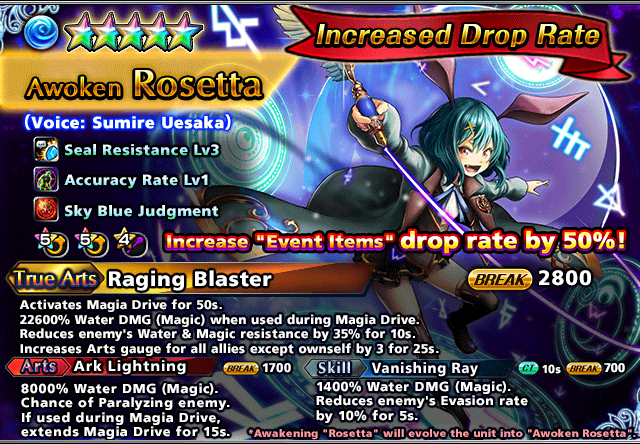 Increased Drop Rate
Awoken Rosetta
(Voice: Sumire Uesaka)
Seal Resistance Lv3
Accuracy Rate Lv1
Sky Blue Judgment
5 5 4
Increase "Event Items" drop rate by 50%!
True Arts Raging Blaster BREAK 2800
Activates Magia Drive for 50s.
22600% Water DMG (Magic) when used during Magia Drive.
Reduces enemy's Water & Magic resistance by 35% for 10s.
Increases Arts gauge for all allies except ownself by 3 for 25s.
Arts Ark Lightning BREAK 1700
8000% Water DMG (Magic).
Chance of Paralyzing enemy.
If used during Magia Drive,
extends Magia Drive for 15s.
Skill Vanishing Ray CT 10s BREAK 700
1400% Water DMG (Magic).
Reduces enemy's Evasion rate
by 10% for 5s.
*Awakening "Rosetta" will evolve the unit into "Awoken Rosetta"